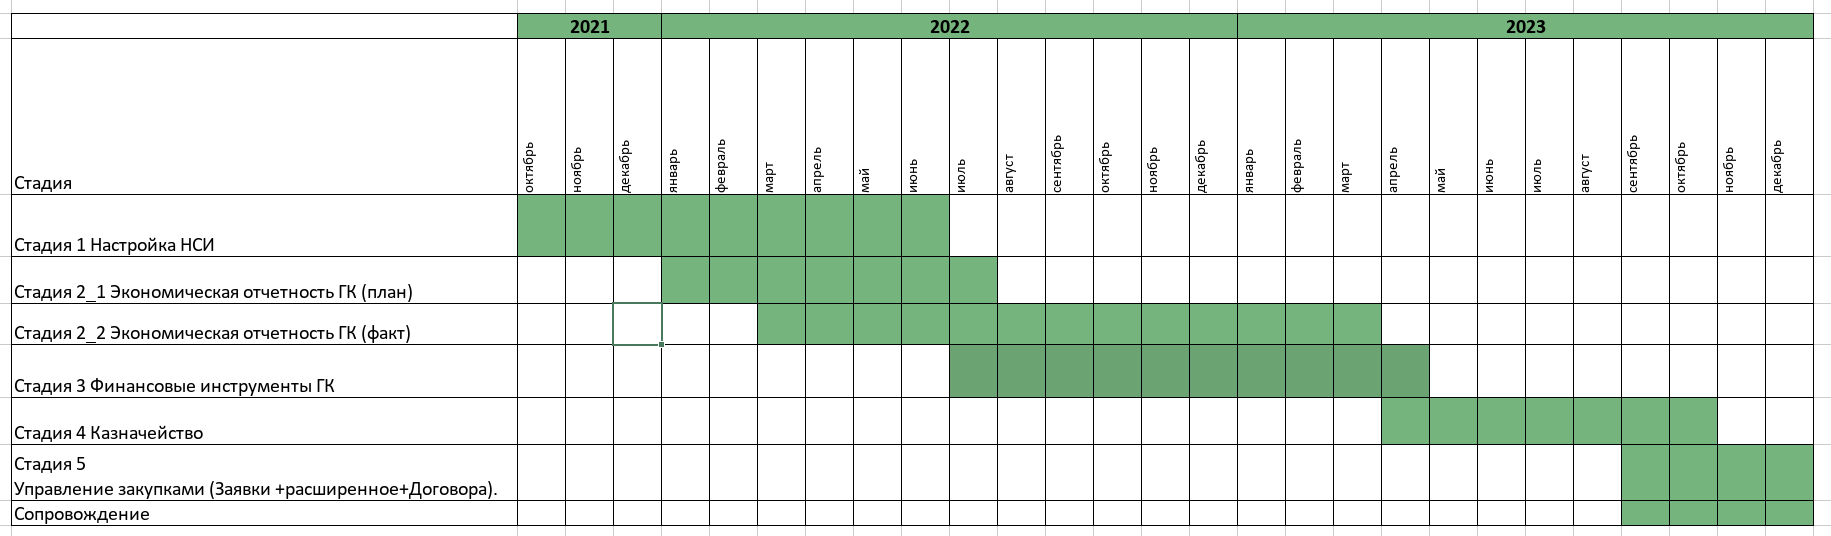 2021 2022 2023
Стадия октябрь ноябрь декабрь январь февраль март апрель май июнь июль август сентябрь октябрь ноябрь декабрь январь февраль март апрель май июнь июль август сентябрь октябрь ноябрь декабрь
Стадия 1 Настройка НСИ
Стадия 2_1 Экономическая отчетность ГК (план)
Стадия 2_2 Экономическая отчетность ГК (факт)
Стадия 3 Финансовые инструменты ГК
Стадия 4 Казначейство
Стадия 5
Управление закупками (Заявки +расширенное+Договора).
Сопровождение